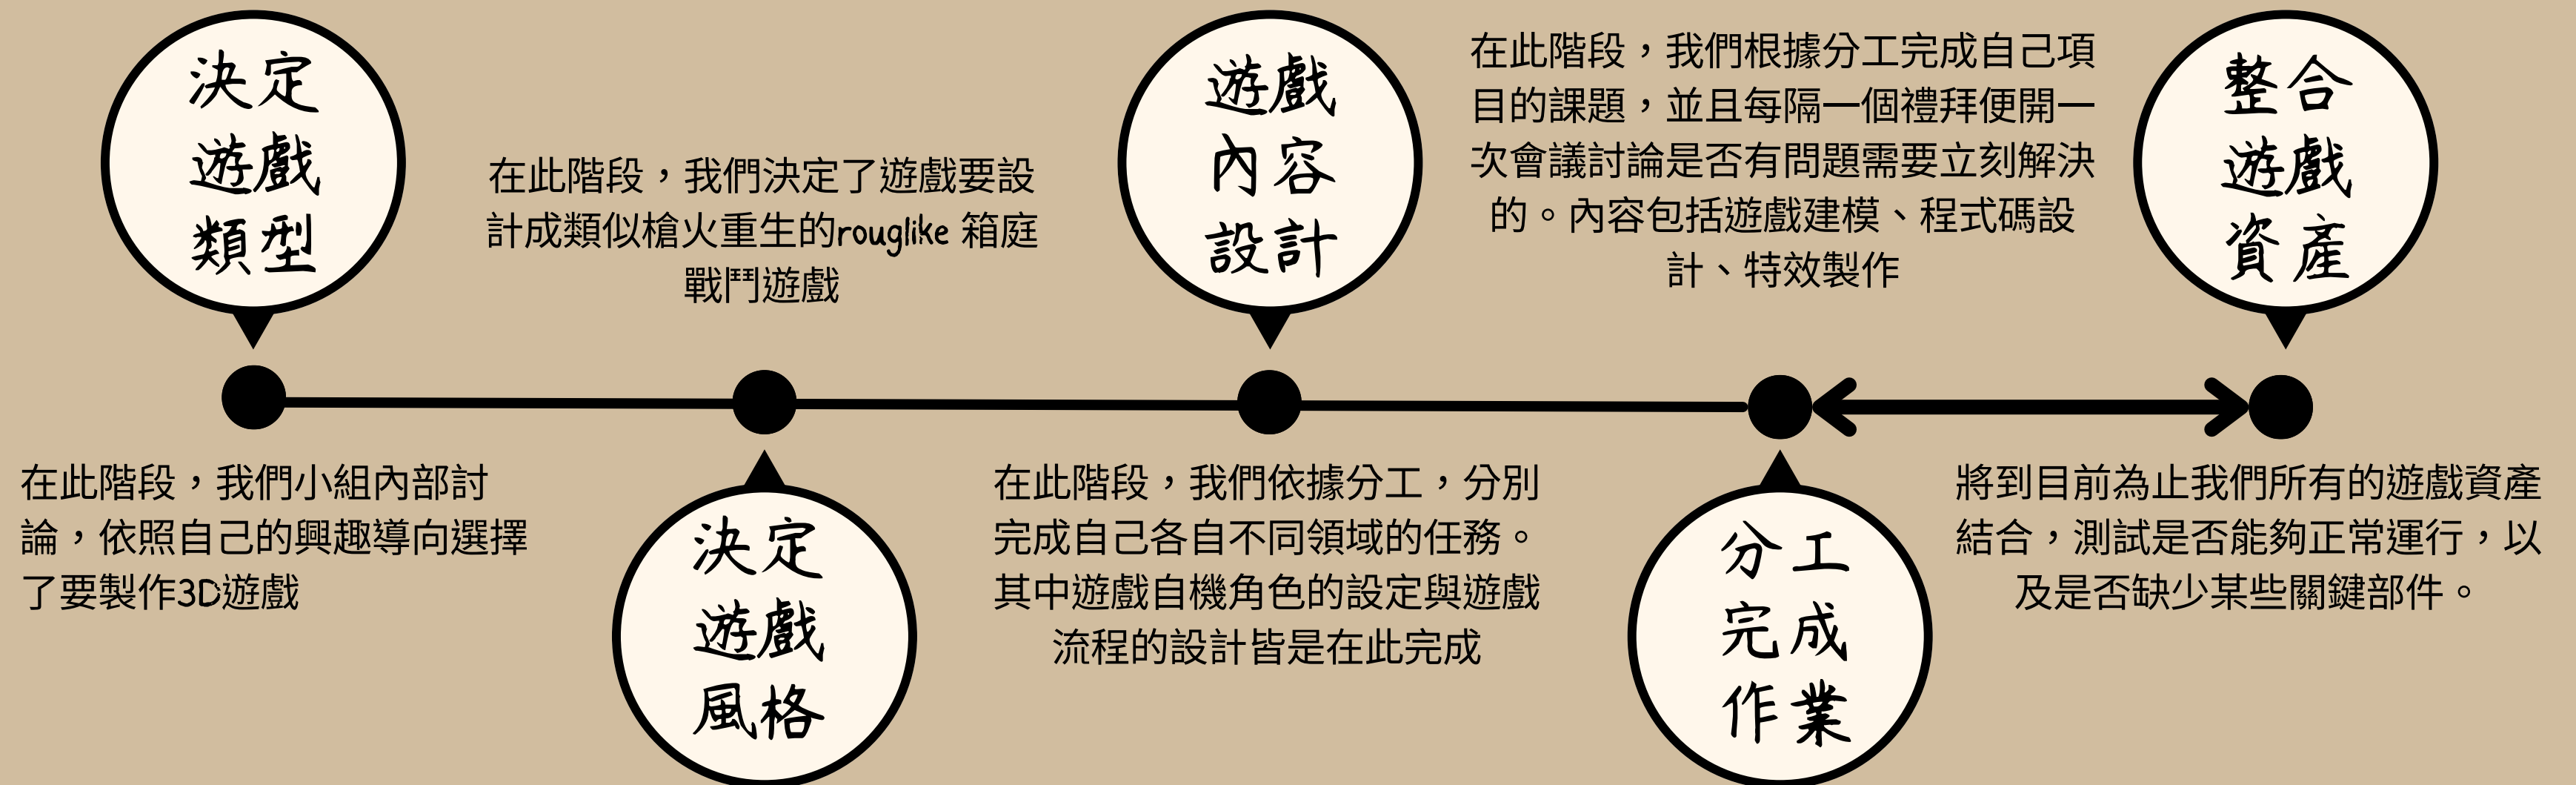 決定
遊戲
類型
在此階段，我們小組內部討
論，依照自己的興趣導向選擇
了要製作3D遊戲
在此階段，我們決定了遊戲要設
計成類似槍火重生的rouglike 箱庭
戰鬥遊戲
決定
遊戲
風格
遊戲
內容
設計
在此階段，我們依據分工，分別
完成自己各自不同領域的任務。
其中遊戲自機角色的設定與遊戲
流程的設計皆是在此完成
在此階段，我們根據分工完成自己項
目的課題，並且每隔一個禮拜便開一
次會議討論是否有問題需要立刻解決
的。內容包括遊戲建模、程式碼設
計、特效製作
分工
完成
作業
整合
遊戲
資產
將到目前為止我們所有的遊戲資產
結合，測試是否能夠正常運行，以
及是否缺少某些關鍵部件。